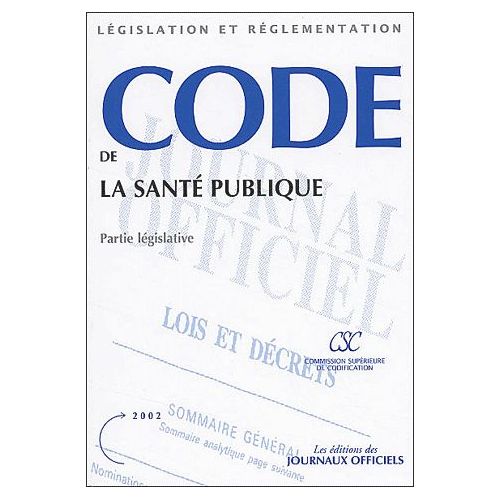 LÉGISLATION ET RÉGLEMENTATION
CODE
DE
LA SANTÉ PUBLIQUE
Partie législative
JOURNAL
OFFICIEL
LOIS ET DÉCRETS
CSC
COMMISSION SUPÉRIEURE
DE CODIFICATION
2002
SOMMAIRE GÉNÉRAL
Sommaire analytique page suivante
Nomination
Les éditions des
JOURNAUX OFFICIELS